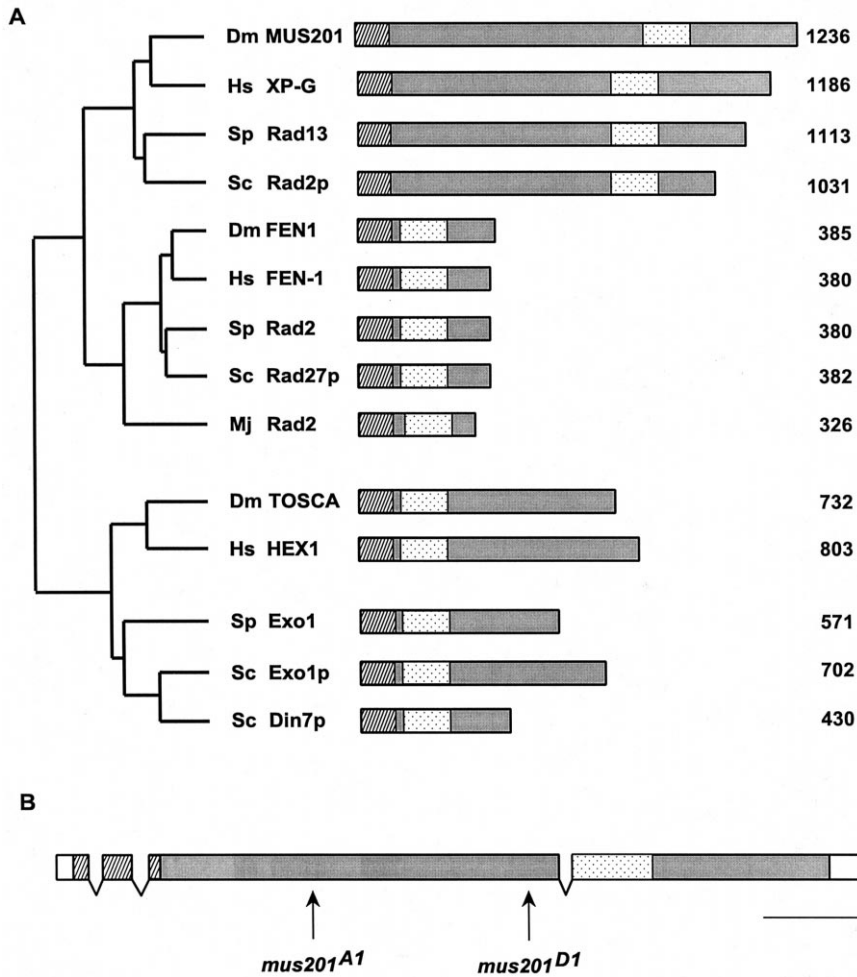 A
Dm MUS201 1236
Hs XP-G 1186
Sp Rad13 1113
Sc Rad2p 1031
Dm FEN1 385
Hs FEN-1 380
Sp Rad2 380
Sc Rad27p 382
Mj Rad2 326
Dm TOSCA 732
Hs HEX1 803
Sp Exo1 571
Sc Exo1p 702
Sc Din7p 430
B
mus201A1 mus201D1